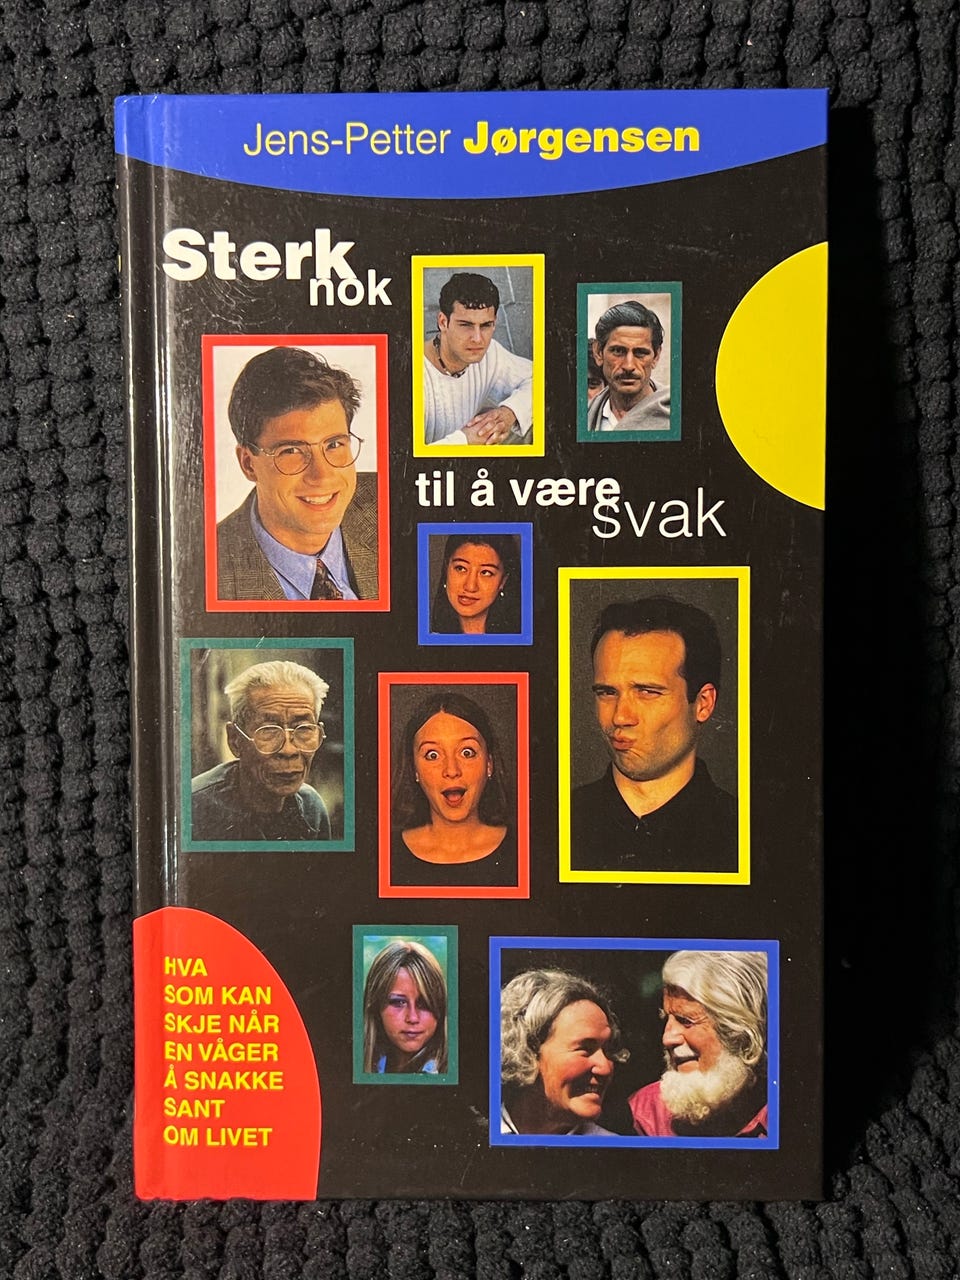 Jens-Petter Jørgensen
Sterk
nok
til å være
svak
HVA
SOM KAN
SKJE NÅR
EN VÅGER
Å SNAKKE
SANT
OM LIVET